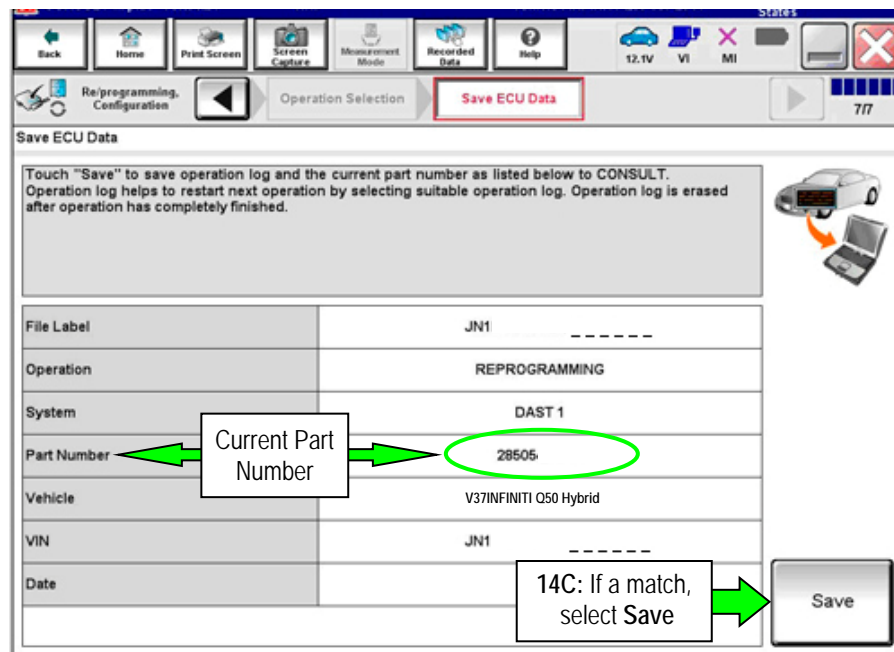 States
Back
Home
Print Screen
Screen Capture
Measurement Mode
Recorded Data
Help
12.1V
VI
MI
Re/programming, Configuration
Operation Selection
Save ECU Data
7/7
Save ECU Data
Touch "Save" to save operation log and the current part number as listed below to CONSULT.
Operation log helps to restart next operation by selecting suitable operation log. Operation log is erased
after operation has completely finished.
File Label
JN1 _ _ _ _ _ _
Operation
REPROGRAMMING
System
DAST 1
Part Number
Current Part
Number
28505
Vehicle
V37INFINITI Q50 Hybrid
VIN
JN1 _ _ _ _ _ _
Date
14C: If a match,
select Save
Save